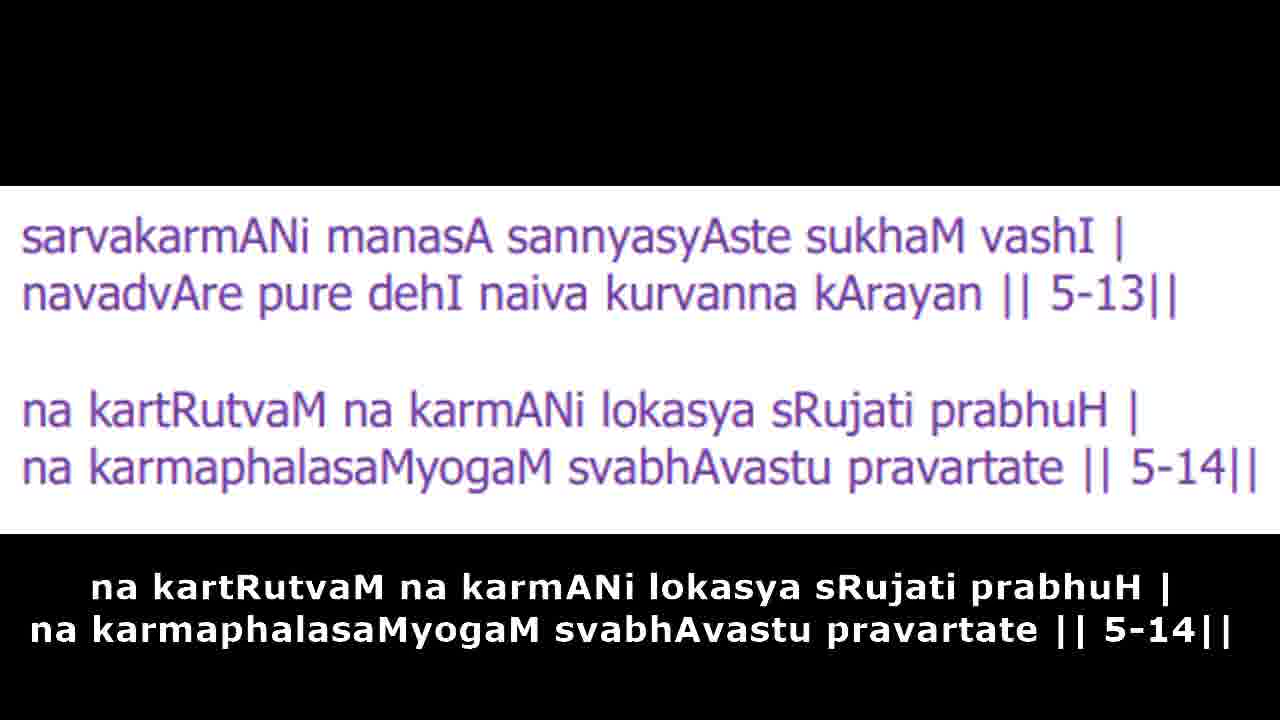 sarvakarmANi manasA sannyasyAste sukhaM vashI |
navadvAre pure dehI naiva kurvanna kArayan || 5-13||
na kartRutvaM na karmANi lokasya sRujati prabhuH |
na karmaphalasaMyogaM svabhAvastu pravartate || 5-14||
na kartRutvaM na karmANi lokasya sRujati prabhuH |
na karmaphalasaMyogaM svabhAvastu pravartate || 5-14||